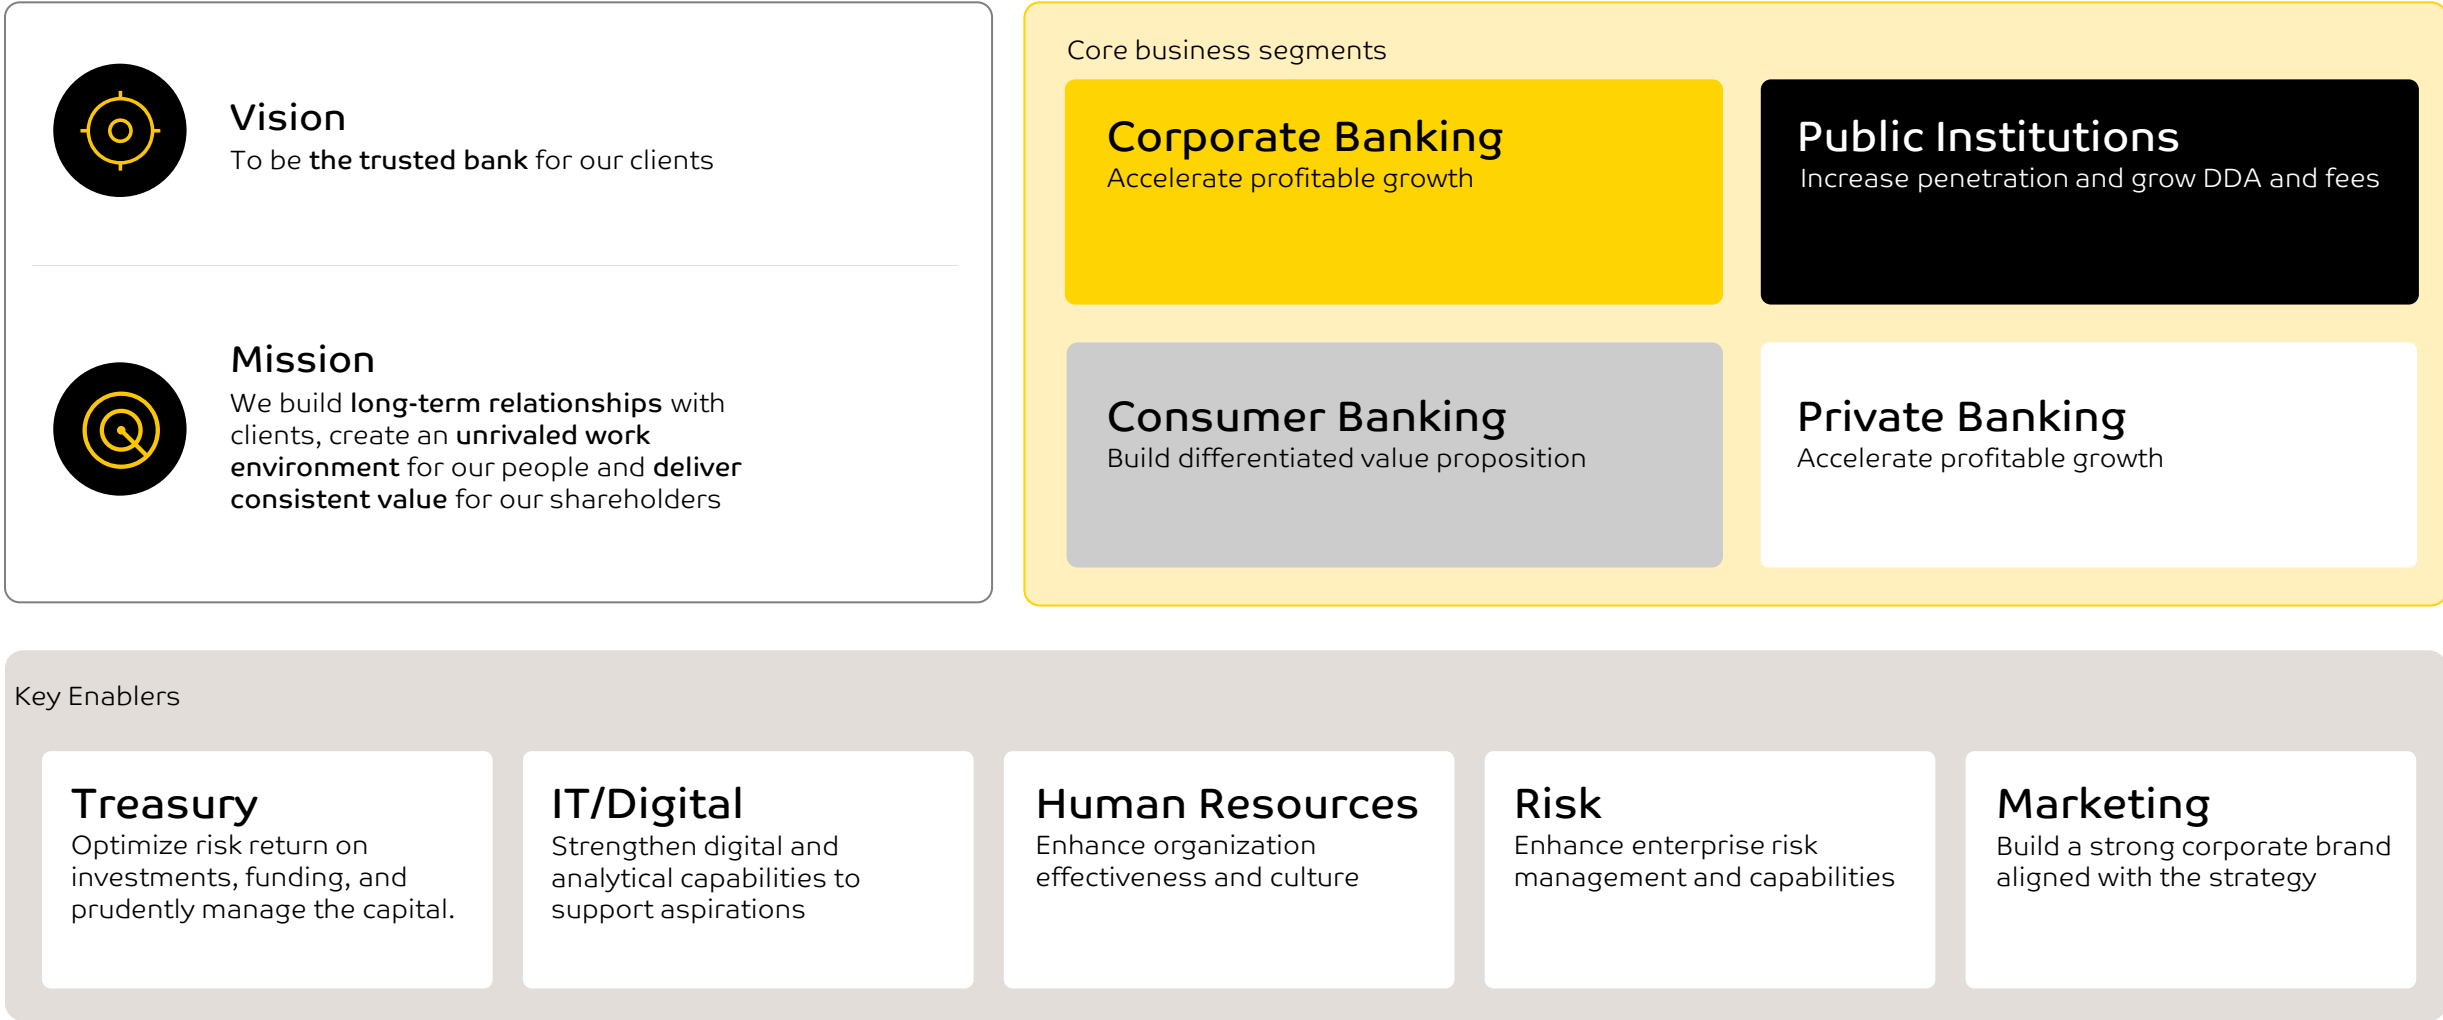 Vision
To be the trusted bank for our clients
Mission
We build long-term relationships with
clients, create an unrivaled work
environment for our people and deliver
consistent value for our shareholders
Core business segments
Corporate Banking
Accelerate profitable growth
Public Institutions
Increase penetration and grow DDA and fees
Consumer Banking
Build differentiated value proposition
Private Banking
Accelerate profitable growth
Key Enablers
Treasury
Optimize risk return on
investments, funding, and
prudently manage the capital.
IT/Digital
Strengthen digital and
analytical capabilities to
support aspirations
Human Resources
Enhance organization
effectiveness and culture
Risk
Enhance enterprise risk
management and capabilities
Marketing
Build a strong corporate brand
aligned with the strategy